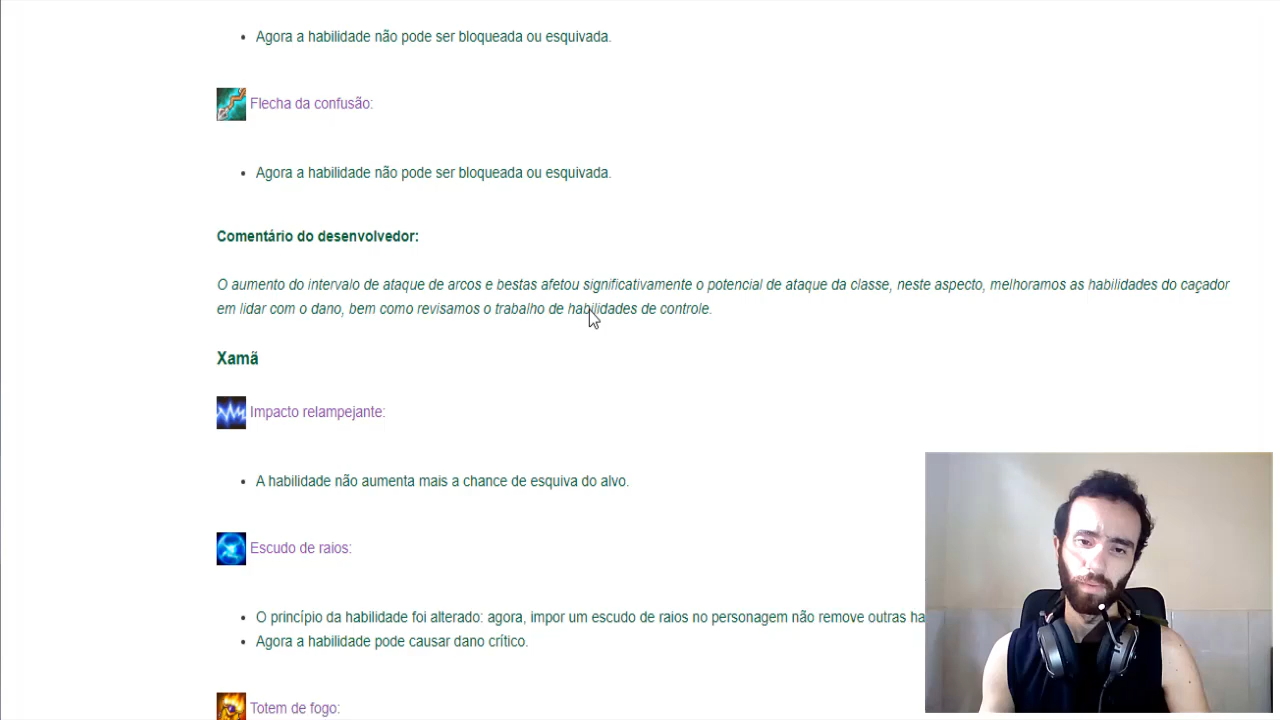 Agora a habilidade não pode ser bloqueada ou esquivada.
Flecha da confusão:
Agora a habilidade não pode ser bloqueada ou esquivada.
Comentário do desenvolvedor:
O aumento do intervalo de ataque de arcos e bestas afetou significativamente o potencial de ataque da classe, neste aspecto, melhoramos as habilidades do caçador
em lidar com o dano, bem como revisamos o trabalho de habilidades de controle.
Xamã
Impacto relampejante:
A habilidade não aumenta mais a chance de esquiva do alvo.
Escudo de raios:
O princípio da habilidade foi alterado: agora, impor um escudo de raios no personagem não remove outras ha
Agora a habilidade pode causar dano crítico.
Totem de fogo: